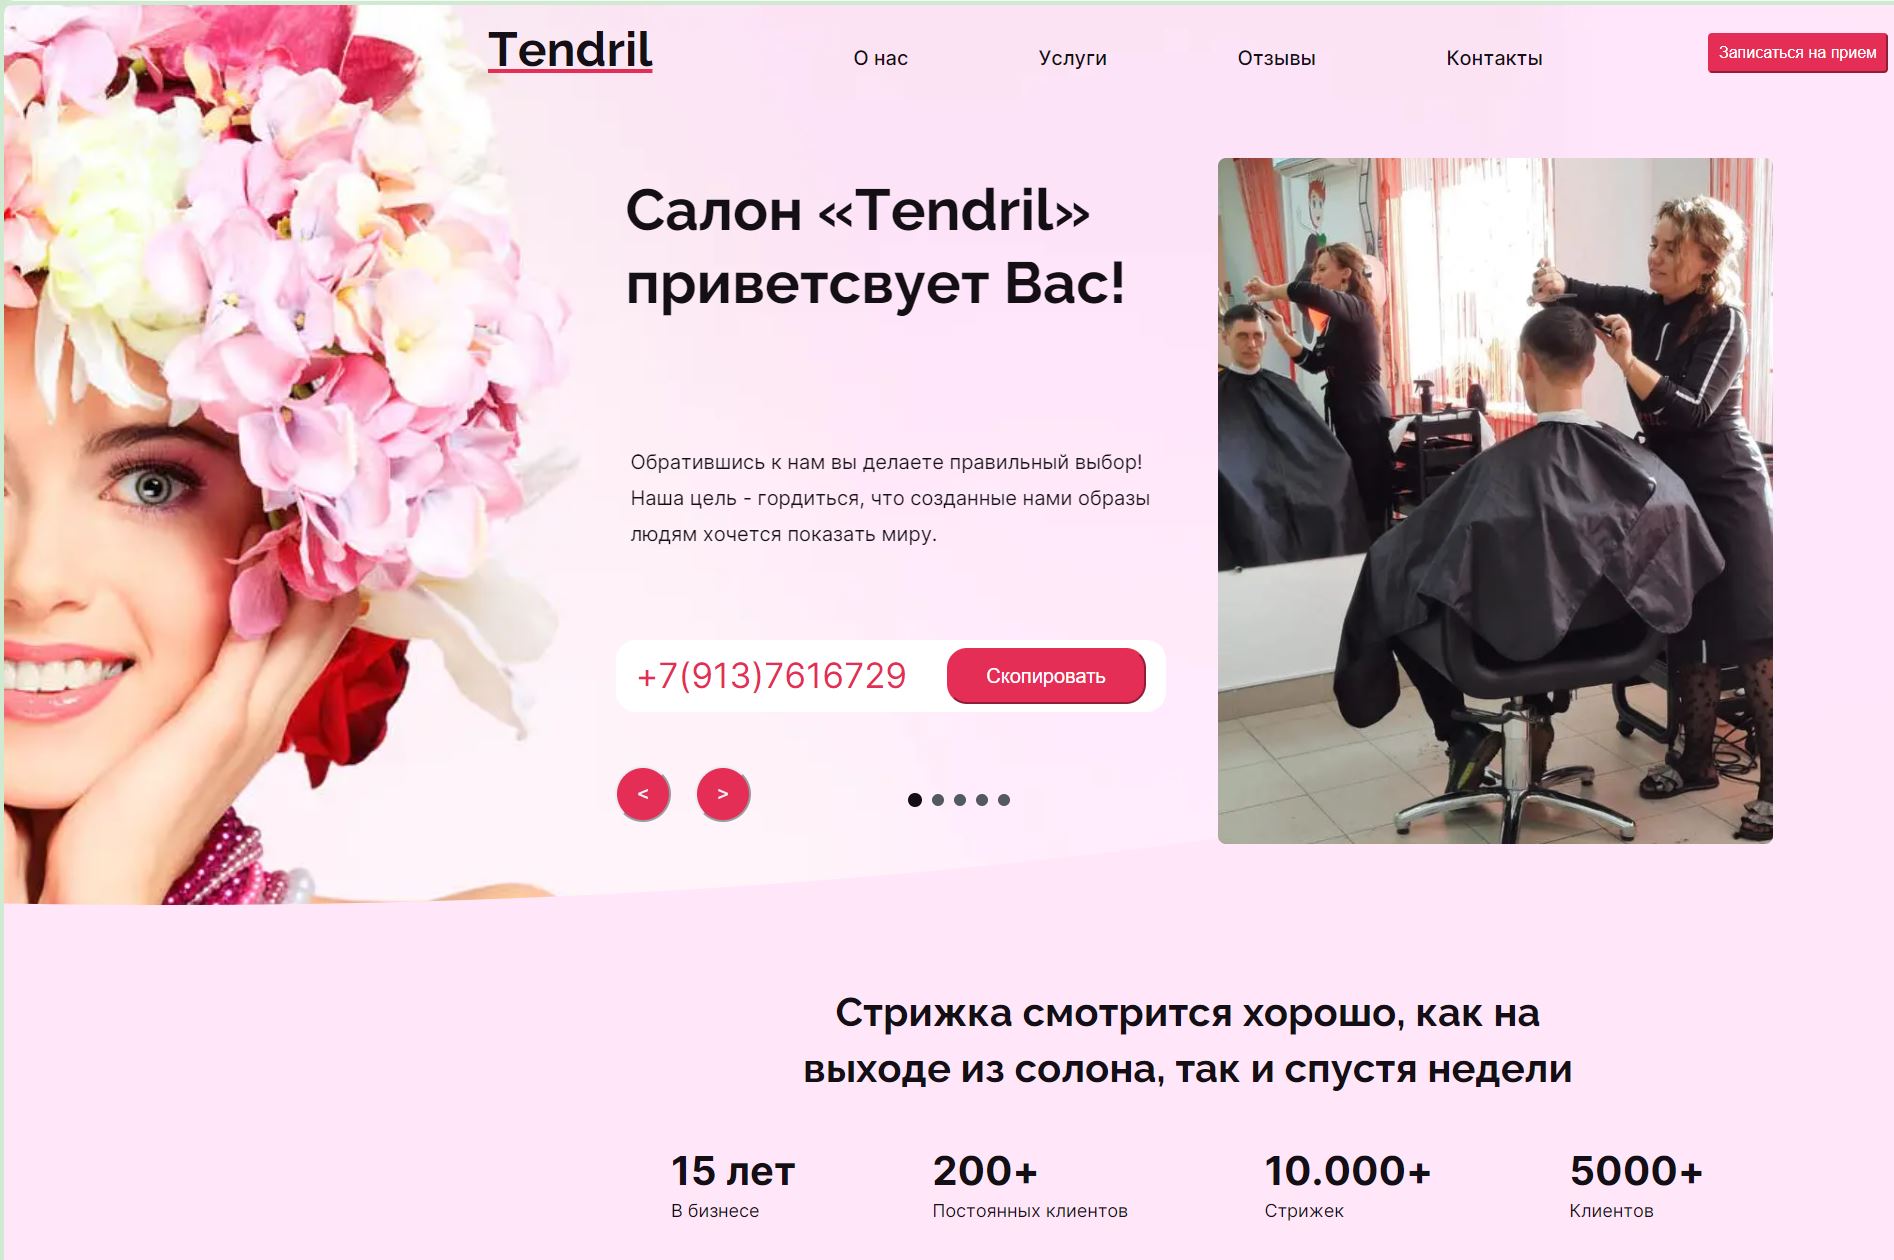 Tendril
О нас
Услуги
Отзывы
Контакты
Записаться на прием
Салон «Tendril»
приветсвует Вас!
Обратившись к нам вы делаете правильный выбор!
Наша цель - гордиться, что созданные нами образы
людям хочется показать миру.
+7(913)7616729
Скопировать
< >
Стрижка смотрится хорошо, как на
выходе из солона, так и спустя недели
15 лет
В бизнесе
200+
Постоянных клиентов
10.000+
Стрижек
5000+
Клиентов